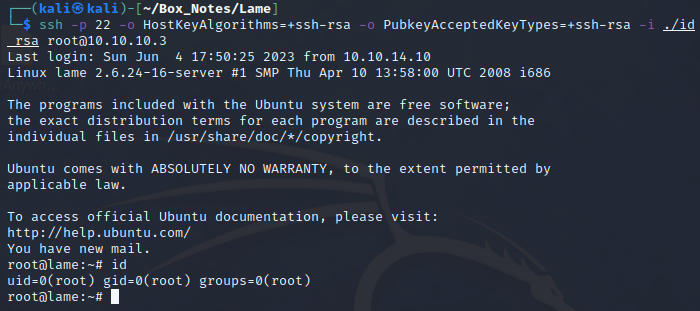 ┌──(kali㉿kali)-[~/Box_Notes/Lame]
└─$ ssh -p 22 -o HostKeyAlgorithms=+ssh-rsa -o PubkeyAcceptedKeyTypes=+ssh-rsa -i ./id
_rsa root@10.10.10.3
Last login: Sun Jun  4 17:50:25 2023 from 10.10.14.10
Linux lame 2.6.24-16-server #1 SMP Thu Apr 10 13:58:00 UTC 2008 i686
The programs included with the Ubuntu system are free software;
the exact distribution terms for each program are described in the
individual files in /usr/share/doc/*/copyright.
Ubuntu comes with ABSOLUTELY NO WARRANTY, to the extent permitted by
applicable law.
To access official Ubuntu documentation, please visit:
http://help.ubuntu.com/
You have new mail.
root@lame:~# id
uid=0(root) gid=0(root) groups=0(root)
root@lame:~#